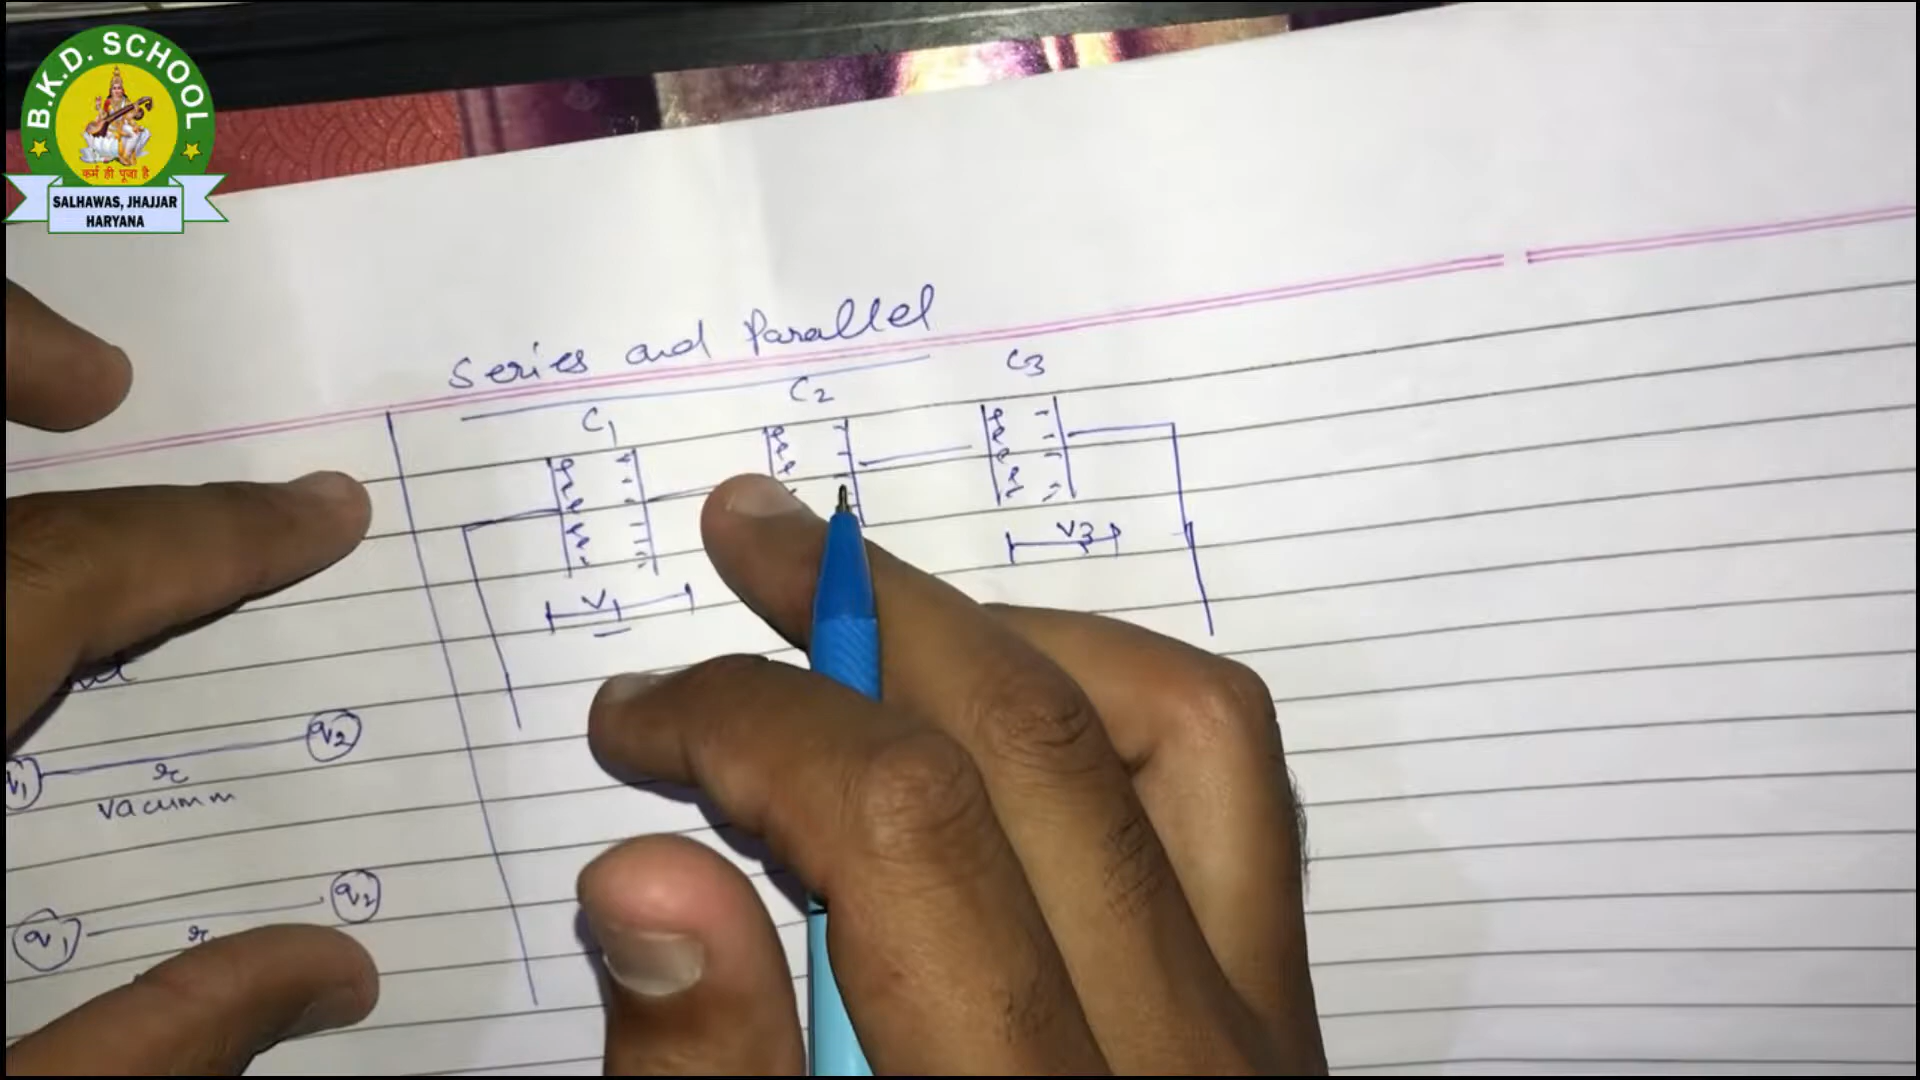 B.K.D. SCHOOL
कर्म ही पूजा है
SALHAWAS, JHAJJAR
HARYANA
Series and Parallel
C1 C2 C3
V1 V3
q2
r
vacumm
q1 q2
r